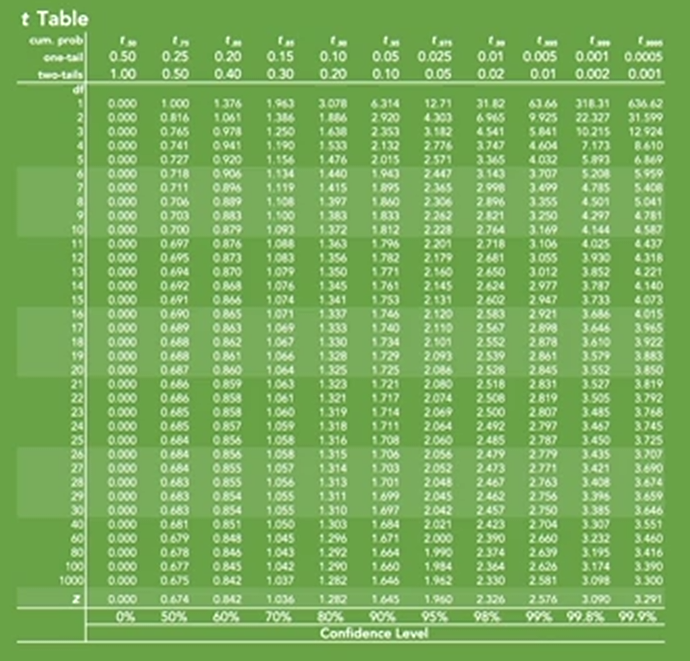 t Table
cum. prob t.50 t.75 t.80 t.85 t.90 t.95 t.975 t.99 t.995 t.999 t.9995
one-tail 0.50 0.25 0.20 0.15 0.10 0.05 0.025 0.01 0.005 0.001 0.0005
two-tails 1.00 0.50 0.40 0.30 0.20 0.10 0.05 0.02 0.01 0.002 0.001
df
1 0.000 1.000 1.376 1.963 3.078 6.314 12.71 31.82 63.66 318.31 636.62
2 0.000 0.816 1.061 1.386 1.886 2.920 4.303 6.965 9.925 22.327 31.599
3 0.000 0.765 0.978 1.250 1.638 2.353 3.182 4.541 5.841 10.215 12.924
4 0.000 0.741 0.941 1.190 1.533 2.132 2.776 3.747 4.604 7.173 8.610
5 0.000 0.727 0.920 1.156 1.476 2.015 2.571 3.365 4.032 5.893 6.869
6 0.000 0.718 0.906 1.134 1.440 1.943 2.447 3.143 3.707 5.208 5.959
7 0.000 0.711 0.896 1.119 1.415 1.895 2.365 2.998 3.499 4.785 5.408
8 0.000 0.706 0.889 1.108 1.397 1.860 2.306 2.896 3.355 4.501 5.041
9 0.000 0.703 0.883 1.100 1.383 1.833 2.262 2.821 3.250 4.297 4.781
10 0.000 0.700 0.879 1.093 1.372 1.812 2.228 2.764 3.169 4.144 4.587
11 0.000 0.697 0.876 1.088 1.363 1.796 2.201 2.718 3.106 4.025 4.437
12 0.000 0.695 0.873 1.083 1.356 1.782 2.179 2.681 3.055 3.930 4.318
13 0.000 0.694 0.870 1.079 1.350 1.771 2.160 2.650 3.012 3.852 4.221
14 0.000 0.692 0.868 1.076 1.345 1.761 2.145 2.624 2.977 3.787 4.140
15 0.000 0.691 0.866 1.074 1.341 1.753 2.131 2.602 2.947 3.733 4.073
16 0.000 0.690 0.865 1.071 1.337 1.746 2.120 2.583 2.921 3.686 4.015
17 0.000 0.689 0.863 1.069 1.333 1.740 2.110 2.567 2.898 3.646 3.965
18 0.000 0.688 0.862 1.067 1.330 1.734 2.101 2.552 2.878 3.610 3.922
19 0.000 0.688 0.861 1.066 1.328 1.729 2.093 2.539 2.861 3.579 3.883
20 0.000 0.687 0.860 1.064 1.325 1.725 2.086 2.528 2.845 3.552 3.850
21 0.000 0.686 0.859 1.063 1.323 1.721 2.080 2.518 2.831 3.527 3.819
22 0.000 0.686 0.858 1.061 1.321 1.717 2.074 2.508 2.819 3.505 3.792
23 0.000 0.685 0.858 1.060 1.319 1.714 2.069 2.500 2.807 3.485 3.768
24 0.000 0.685 0.857 1.059 1.318 1.711 2.064 2.492 2.797 3.467 3.745
25 0.000 0.684 0.856 1.058 1.316 1.708 2.060 2.485 2.787 3.450 3.725
26 0.000 0.684 0.856 1.058 1.315 1.706 2.056 2.479 2.779 3.435 3.707
27 0.000 0.684 0.855 1.057 1.314 1.703 2.052 2.473 2.771 3.421 3.690
28 0.000 0.683 0.855 1.056 1.313 1.701 2.048 2.467 2.763 3.408 3.674
29 0.000 0.683 0.854 1.055 1.311 1.699 2.045 2.462 2.756 3.396 3.659
30 0.000 0.683 0.854 1.055 1.310 1.697 2.042 2.457 2.750 3.385 3.646
40 0.000 0.681 0.851 1.050 1.303 1.684 2.021 2.423 2.704 3.307 3.551
60 0.000 0.679 0.848 1.045 1.296 1.671 2.000 2.390 2.660 3.232 3.460
80 0.000 0.678 0.846 1.043 1.292 1.664 1.990 2.374 2.639 3.195 3.416
100 0.000 0.677 0.845 1.042 1.290 1.660 1.984 2.364 2.626 3.174 3.390
1000 0.000 0.675 0.842 1.037 1.282 1.646 1.962 2.330 2.581 3.098 3.300
z 0.000 0.674 0.842 1.036 1.282 1.645 1.960 2.326 2.576 3.090 3.291
0% 50% 60% 70% 80% 90% 95% 98% 99% 99.8% 99.9%
Confidence Level